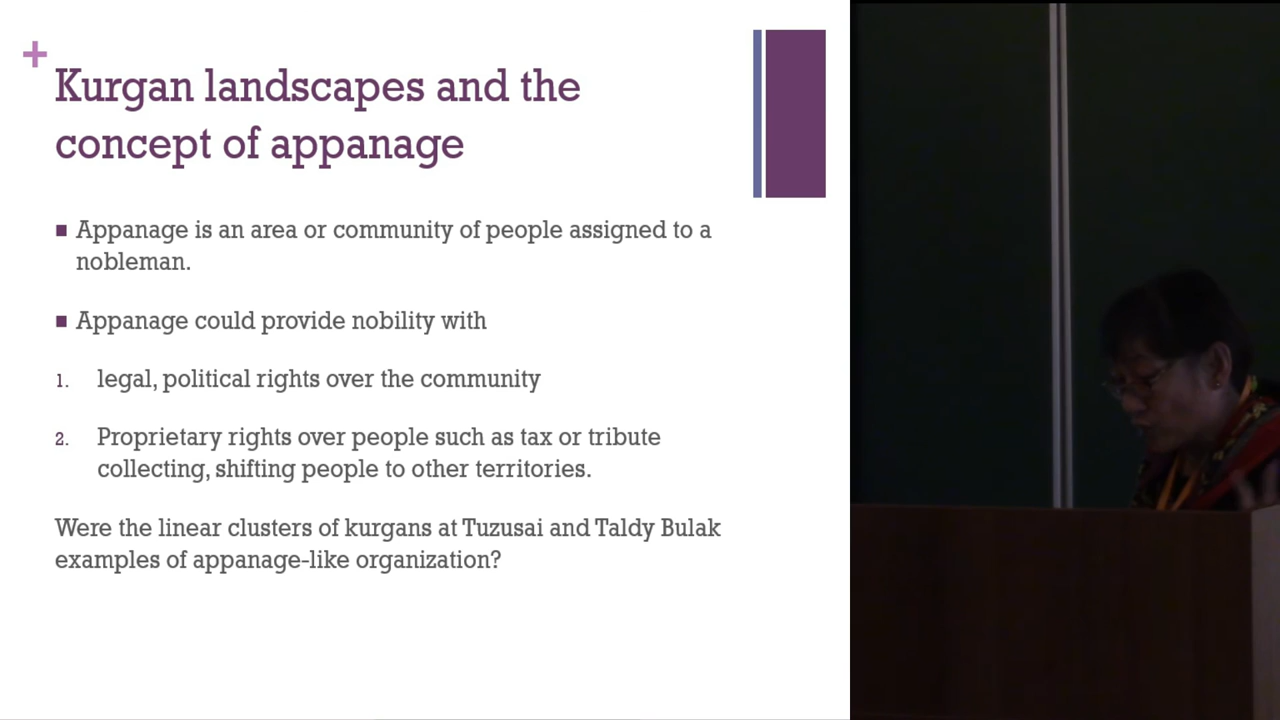 +
Kurgan landscapes and the
concept of appanage
■ Appanage is an area or community of people assigned to a
nobleman.
■ Appanage could provide nobility with
1. legal, political rights over the community
2. Proprietary rights over people such as tax or tribute
collecting, shifting people to other territories.
Were the linear clusters of kurgans at Tuzusai and Taldy Bulak
examples of appanage-like organization?